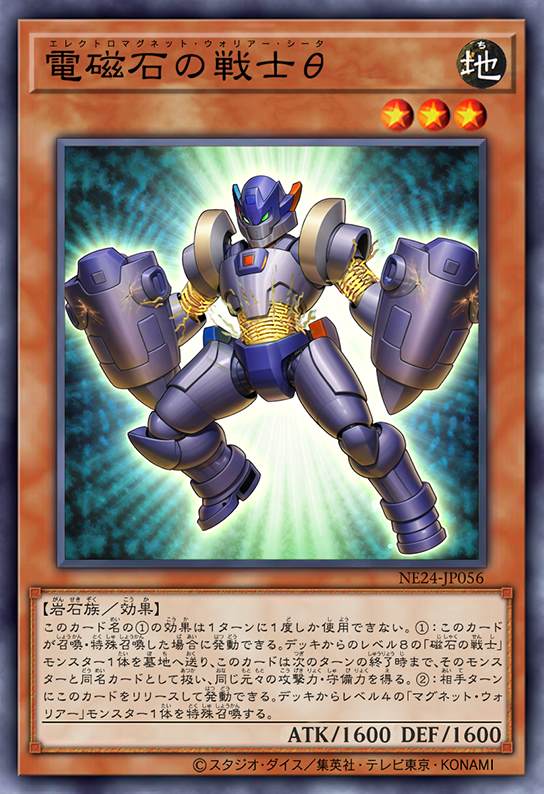 エレクトロマグネット・ウォリアー・シータ
電磁石の戦士θ
ち
地
NE24-JP056
【岩石族／効果】
このカード名の①の効果は１ターンに１度しか使用できない。①：このカード
が召喚・特殊召喚した場合に発動できる。デッキからのレベル８の「磁石の戦士」
モンスター１体を墓地へ送り、このカードは次のターンの終了時まで、そのモンス
ターと同名カードとして扱い、同じ元々の攻撃力・守備力を得る。②：相手ターン
にこのカードをリリースして発動できる。デッキからレベル４の「マグネット・ウォ
リアー」モンスター１体を特殊召喚する。
ATK/1600 DEF/1600
©スタジオ・ダイス／集英社・テレビ東京・KONAMI